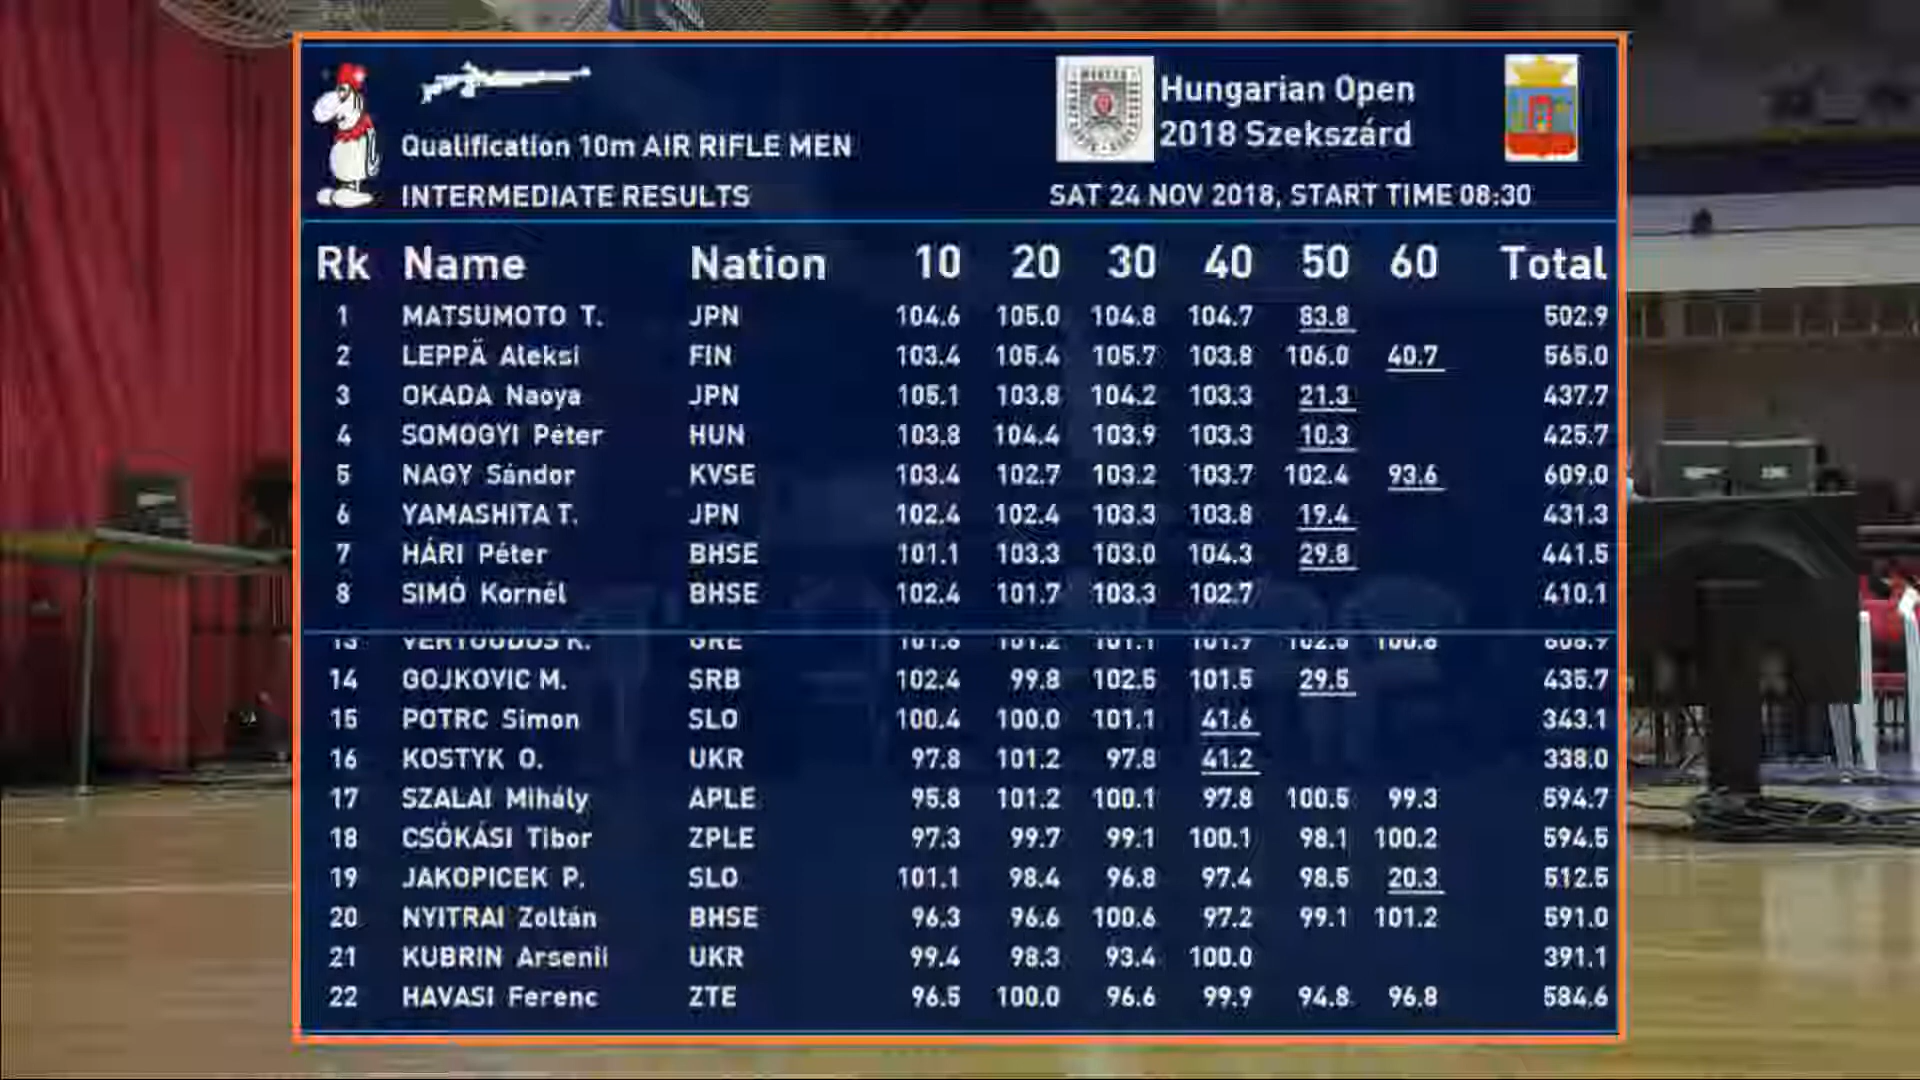 Hungarian Open
2018 Szekszárd
Qualification 10m AIR RIFLE MEN
INTERMEDIATE RESULTS
SAT 24 NOV 2018, START TIME 08:30
Rk Name Nation 10 20 30 40 50 60 Total
1 MATSUMOTO T. JPN 104.6 105.0 104.8 104.7 83.8 502.9
2 LEPPÄ Aleksi FIN 103.4 105.4 105.7 103.8 106.0 40.7 565.0
3 OKADA Naoya JPN 105.1 103.8 104.2 103.3 21.3 437.7
4 SOMOGYI Péter HUN 103.8 104.4 103.9 103.3 10.3 425.7
5 NAGY Sándor KVSE 103.4 102.7 103.2 103.7 102.4 93.6 609.0
6 YAMASHITA T. JPN 102.4 102.4 103.3 103.8 19.4 431.3
7 HÁRI Péter BHSE 101.1 103.3 103.0 104.3 29.8 441.5
8 SIMÓ Kornél BHSE 102.4 101.7 103.3 102.7 410.1
13 GRE
14 GOJKOVIC M. SRB 102.4 99.8 102.5 101.5 29.5 435.7
15 POTRC Simon SLO 100.4 100.0 101.1 41.6 343.1
16 KOSTYK O. UKR 97.8 101.2 97.8 41.2 338.0
17 SZALAI Mihály APLE 95.8 101.2 100.1 97.8 100.5 99.3 594.7
18 CSÓKÁSI Tibor ZPLE 97.3 99.7 99.1 100.1 98.1 100.2 594.5
19 JAKOPICEK P. SLO 101.1 98.4 96.8 97.4 98.5 20.3 512.5
20 NYITRAI Zoltán BHSE 96.3 96.6 100.6 97.2 99.1 101.2 591.0
21 KUBRIN Arsenii UKR 99.4 98.3 93.4 100.0 391.1
22 HAVASI Ferenc ZTE 96.5 100.0 96.6 99.9 94.8 96.8 584.6